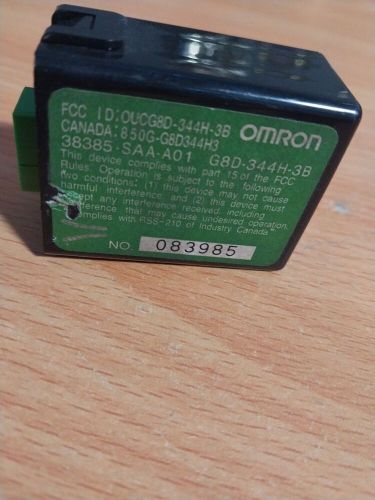 FCC ID:OUCG8D-344H-3B OMRON
CANADA:850G-G8D344H3
38385-SAA-A01 G8D-344H-3B
This device complies with part 15 of the FCC
Rules. Operation is subject to the following
two conditions: (1) this device may not cause
harmful interference, and (2) this device must
accept any interference received, including
interference that may cause undesired operation.
complies with RSS-210 of Industry Canada."
NO. 083985